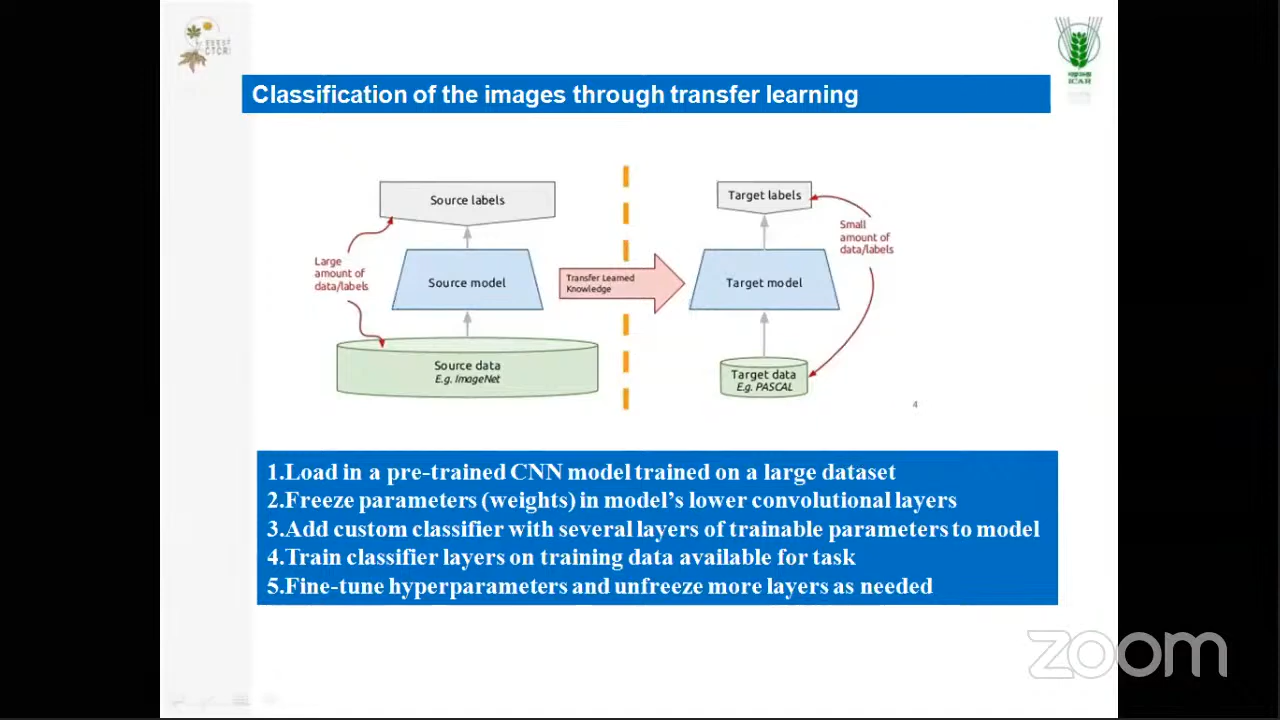 CTCRI
ICAR
Classification of the images through transfer learning
Source labels
Large
amount of
data/labels
Source model
Source data
E.g. ImageNet
Transfer Learned
Knowledge
Target labels
Small
amount of
data/labels
Target model
Target data
E.g. PASCAL
4
1.Load in a pre-trained CNN model trained on a large dataset
2.Freeze parameters (weights) in model’s lower convolutional layers
3.Add custom classifier with several layers of trainable parameters to model
4.Train classifier layers on training data available for task
5.Fine-tune hyperparameters and unfreeze more layers as needed
zoom